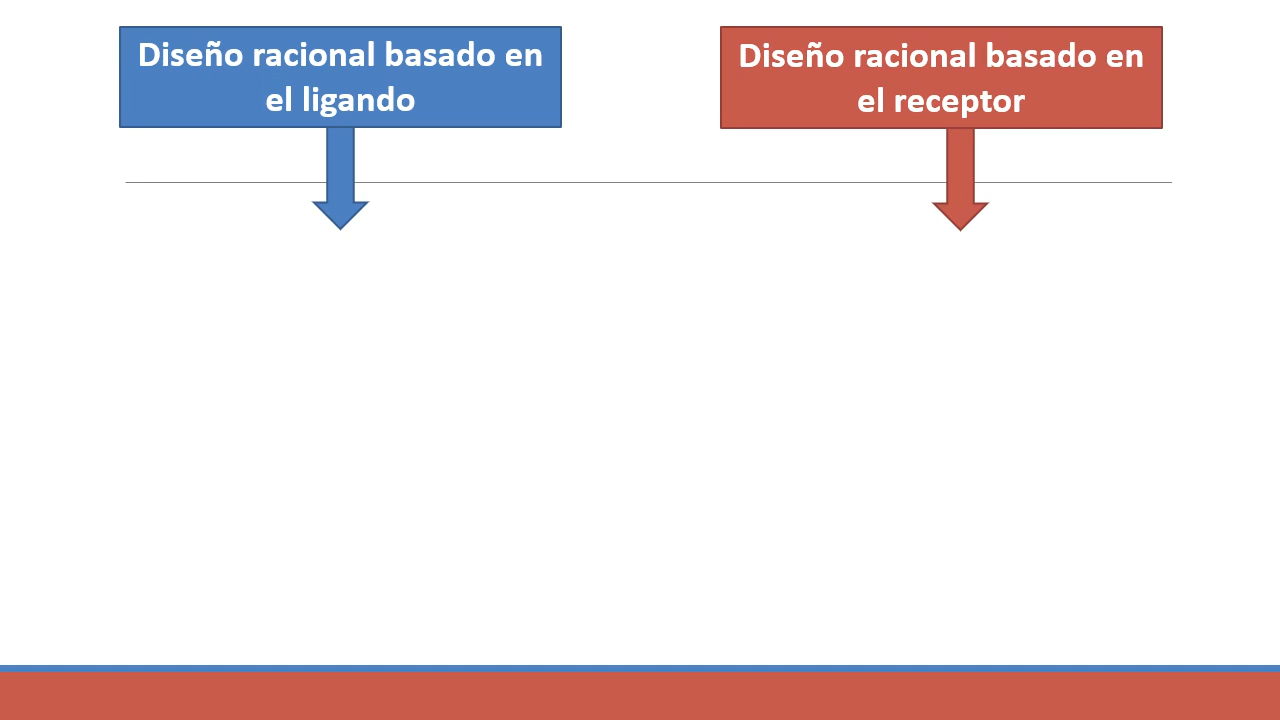 Diseño racional basado en
el ligando
Diseño racional basado en
el receptor